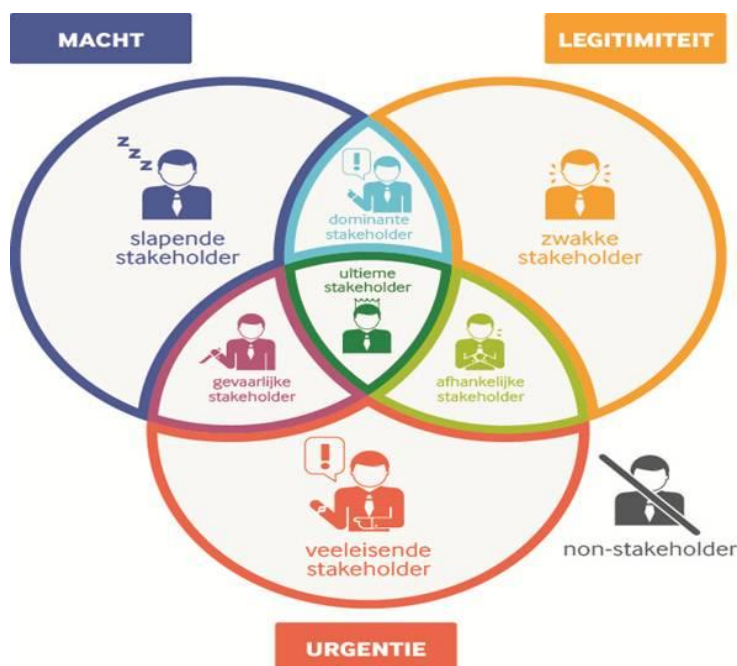 MACHT
LEGITIMITEIT
z
z
z
!
slapende
stakeholder
dominante
stakeholder
zwakke
stakeholder
ultieme
stakeholder
gevaarlijke
stakeholder
afhankelijke
stakeholder
!
veeleisende
stakeholder
non-stakeholder
URGENTIE